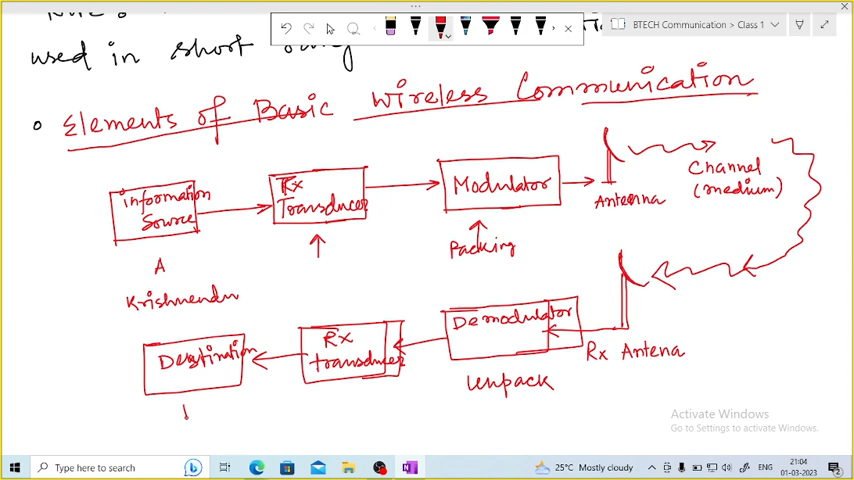 BTECH Communication > Class 1
used in short
Elements of Basic Wireless Communication
Information
Source
Rx
Transducer
Modulator
Antenna
Channel
(medium)
A
Packing
Krishnendu
Destination
Rx
transducer
Demodulator
Rx Antena
unpack
Activate Windows
Go to Settings to activate Windows.
Type here to search
25°C Mostly cloudy
ENG
21:04
01-03-2023
2